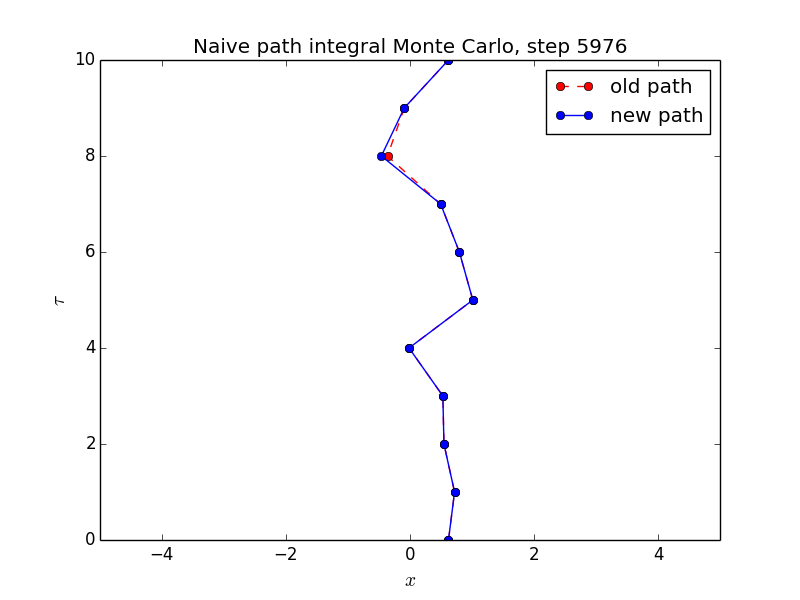 Naive path integral Monte Carlo, step 5976
old path
new path
10
8
6
4
2
0
τ
−4 −2 0 2 4
x